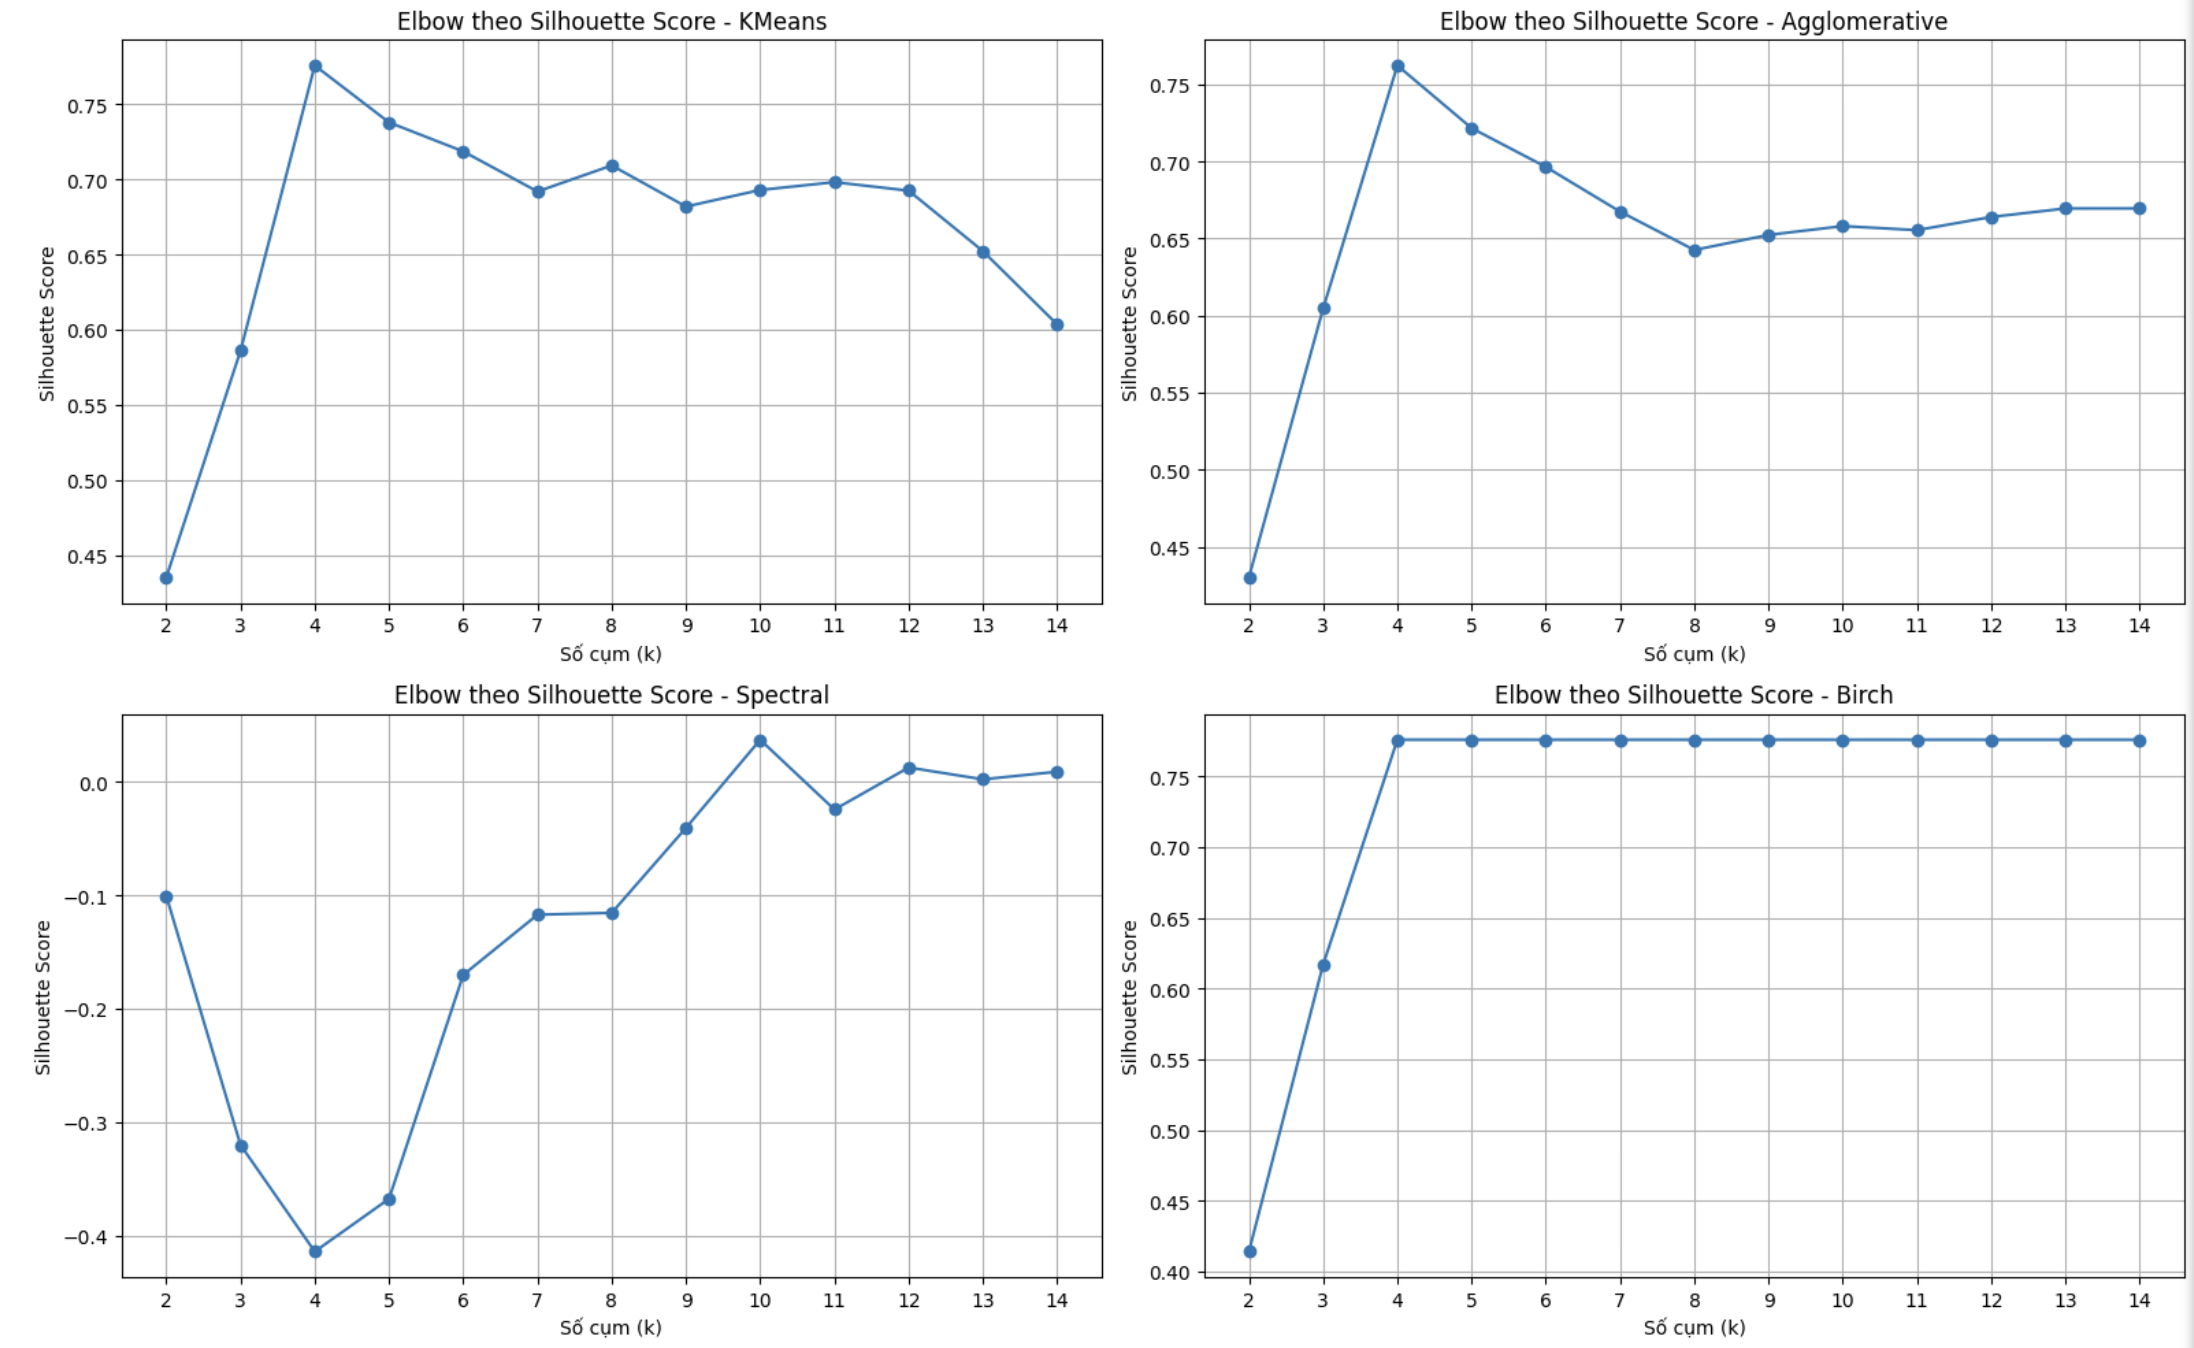 Elbow theo Silhouette Score - KMeans
Silhouette Score
0.75
0.70
0.65
0.60
0.55
0.50
0.45
2 3 4 5 6 7 8 9 10 11 12 13 14
Số cụm (k)
Elbow theo Silhouette Score - Agglomerative
Silhouette Score
0.75
0.70
0.65
0.60
0.55
0.50
0.45
2 3 4 5 6 7 8 9 10 11 12 13 14
Số cụm (k)
Elbow theo Silhouette Score - Spectral
Silhouette Score
0.0
−0.1
−0.2
−0.3
−0.4
2 3 4 5 6 7 8 9 10 11 12 13 14
Số cụm (k)
Elbow theo Silhouette Score - Birch
Silhouette Score
0.75
0.70
0.65
0.60
0.55
0.50
0.45
0.40
2 3 4 5 6 7 8 9 10 11 12 13 14
Số cụm (k)